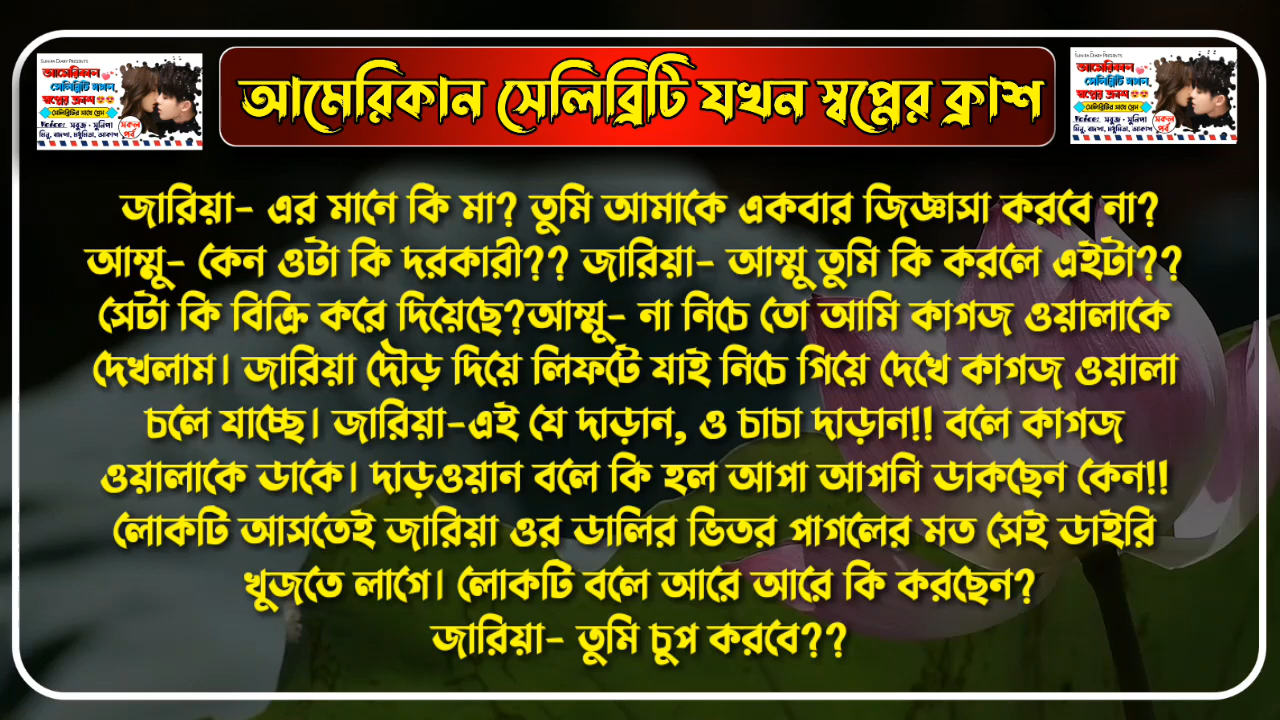 আমেরিকান সেলিব্রিটি যখন স্বপ্নের ক্রাশ
জারিয়া- এর মানে কি মা? তুমি আমাকে একবার জিজ্ঞাসা করবে না?
আম্মু- কেন ওটা কি দরকারী?? জারিয়া- আম্মু তুমি কি করলে এইটা??
সেটা কি বিক্রি করে দিয়েছে?আম্মু- না নিচে তো আমি কাগজ ওয়ালাকে
দেখলাম। জারিয়া দৌড় দিয়ে লিফটে যাই নিচে গিয়ে দেখে কাগজ ওয়ালা
চলে যাচ্ছে। জারিয়া-এই যে দাড়ান, ও চাচা দাড়ান!! বলে কাগজ
ওয়ালাকে ডাকে। দাড়ওয়ান বলে কি হল আপা আপনি ডাকছেন কেন!!
লোকটি আসতেই জারিয়া ওর ডালির ভিতর পাগলের মত সেই ডাইরি
খুজতে লাগে। লোকটি বলে আরে আরে কি করছেন?
জারিয়া- তুমি চুপ করবে??